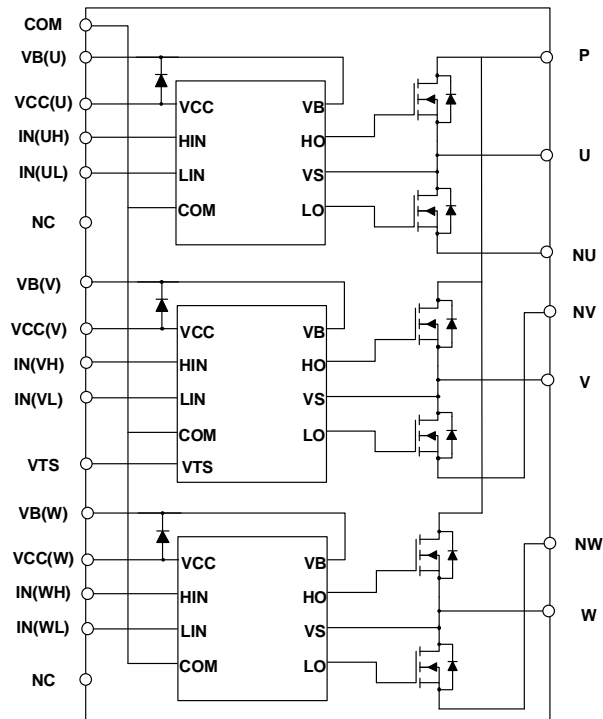 COM
VB(U)
P
VCC(U)
VCC
VB
IN(UH)
HIN
HO
U
IN(UL)
LIN
VS
COM
LO
NC
NU
VB(V)
NV
VCC(V)
VCC
VB
IN(VH)
HIN
HO
V
IN(VL)
LIN
VS
COM
LO
VTS
VTS
VB(W)
NW
VCC(W)
VCC
VB
IN(WH)
HIN
HO
W
IN(WL)
LIN
VS
COM
LO
NC